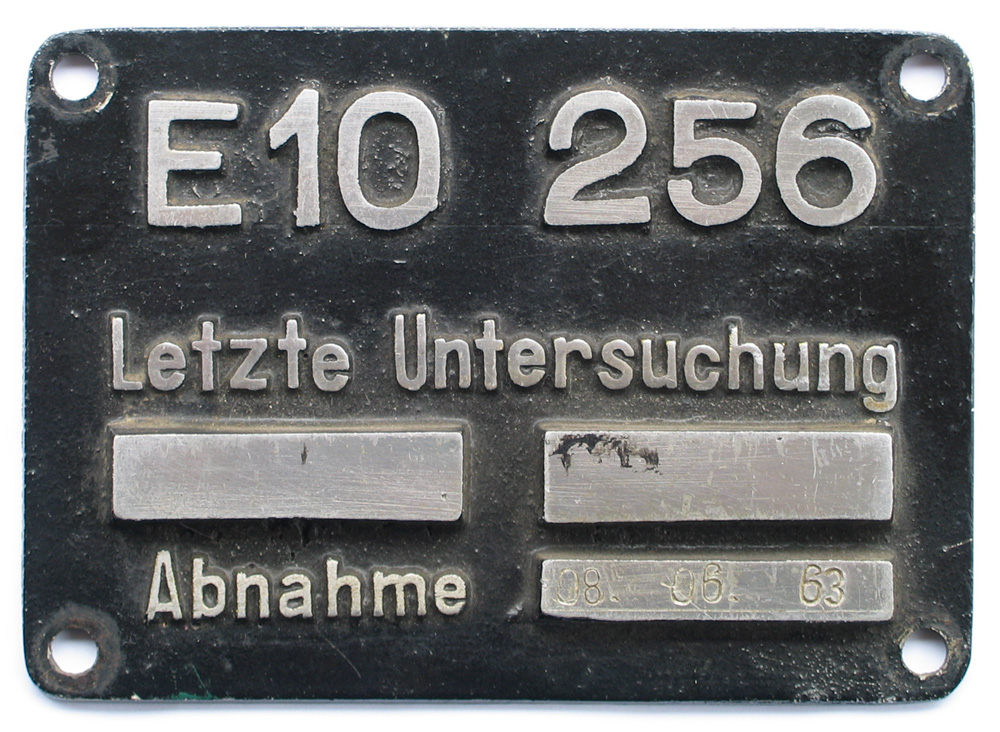 E10 256
Letzte Untersuchung
Abnahme 08. 06. 63